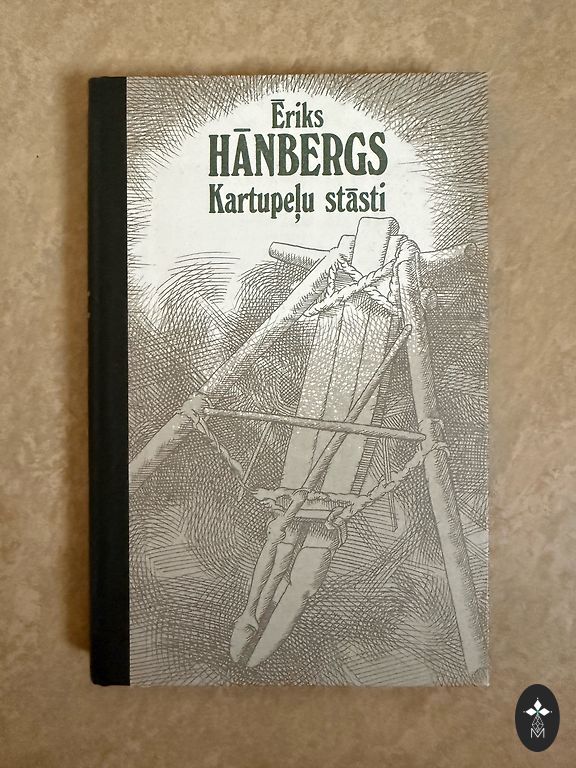 Ēriks
HĀNBERGS
Kartupeļu stāsti
M